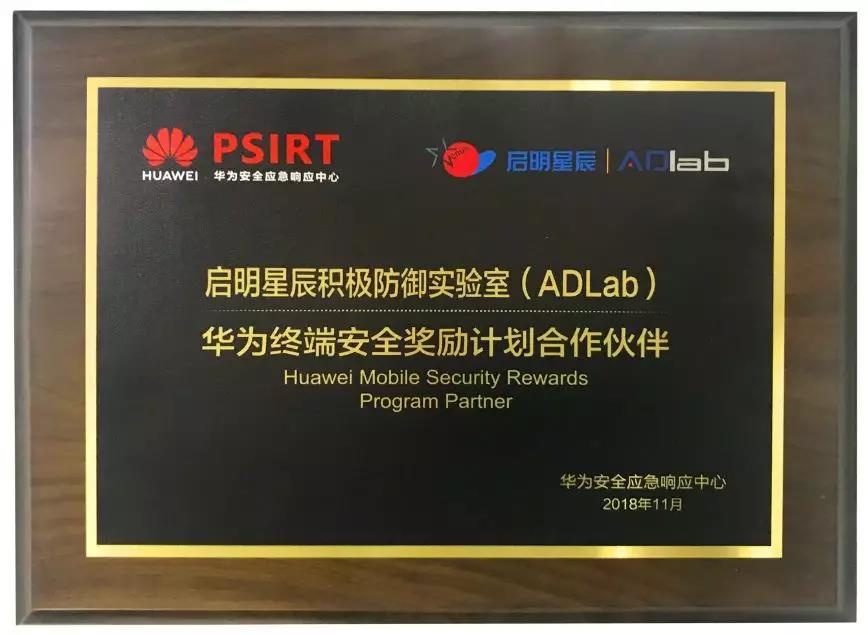 HUAWEI
PSIRT
华为安全应急响应中心
Venus
启明星辰 | ADlab
启明星辰积极防御实验室（ADLab）
华为终端安全奖励计划合作伙伴
Huawei Mobile Security Rewards
Program Partner
华为安全应急响应中心
2018年11月